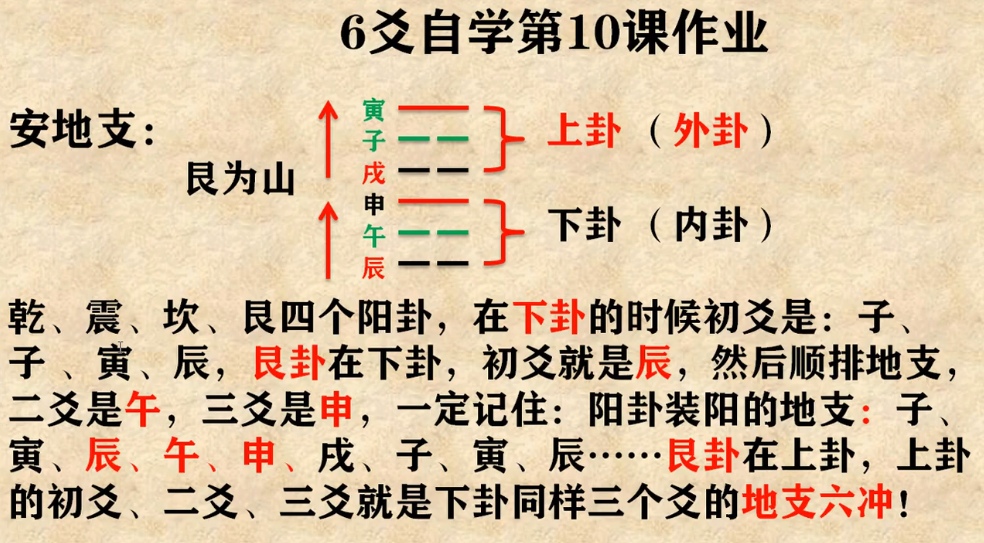 6爻自学第10课作业
安地支：
艮为山
寅
子
戌
申
午
辰
上卦（外卦）
下卦（内卦）
乾、震、坎、艮四个阳卦，在下卦的时候初爻是：子、
子、寅、辰，艮卦在下卦，初爻就是辰，然后顺排地支，
二爻是午，三爻是申，一定记住：阳卦装阳的地支：子、
寅、辰、午、申、戌、子、寅、辰……艮卦在上卦，上卦
的初爻、二爻、三爻就是下卦同样三个爻的地支六冲！